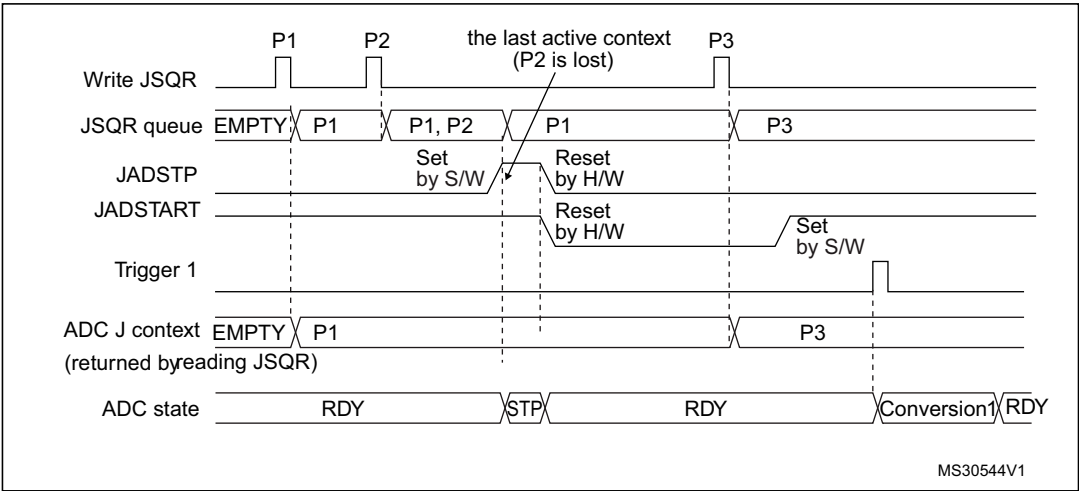 P1 P2 the last active context P3
(P2 is lost)
Write JSQR
JSQR queue EMPTY P1 P1, P2 P1 P3
Set Reset
JADSTP by S/W by H/W
JADSTART Reset Set
by H/W by S/W
Trigger 1
ADC J context EMPTY P1 P3
(returned byreading JSQR)
ADC state RDY STP RDY Conversion1 RDY
MS30544V1